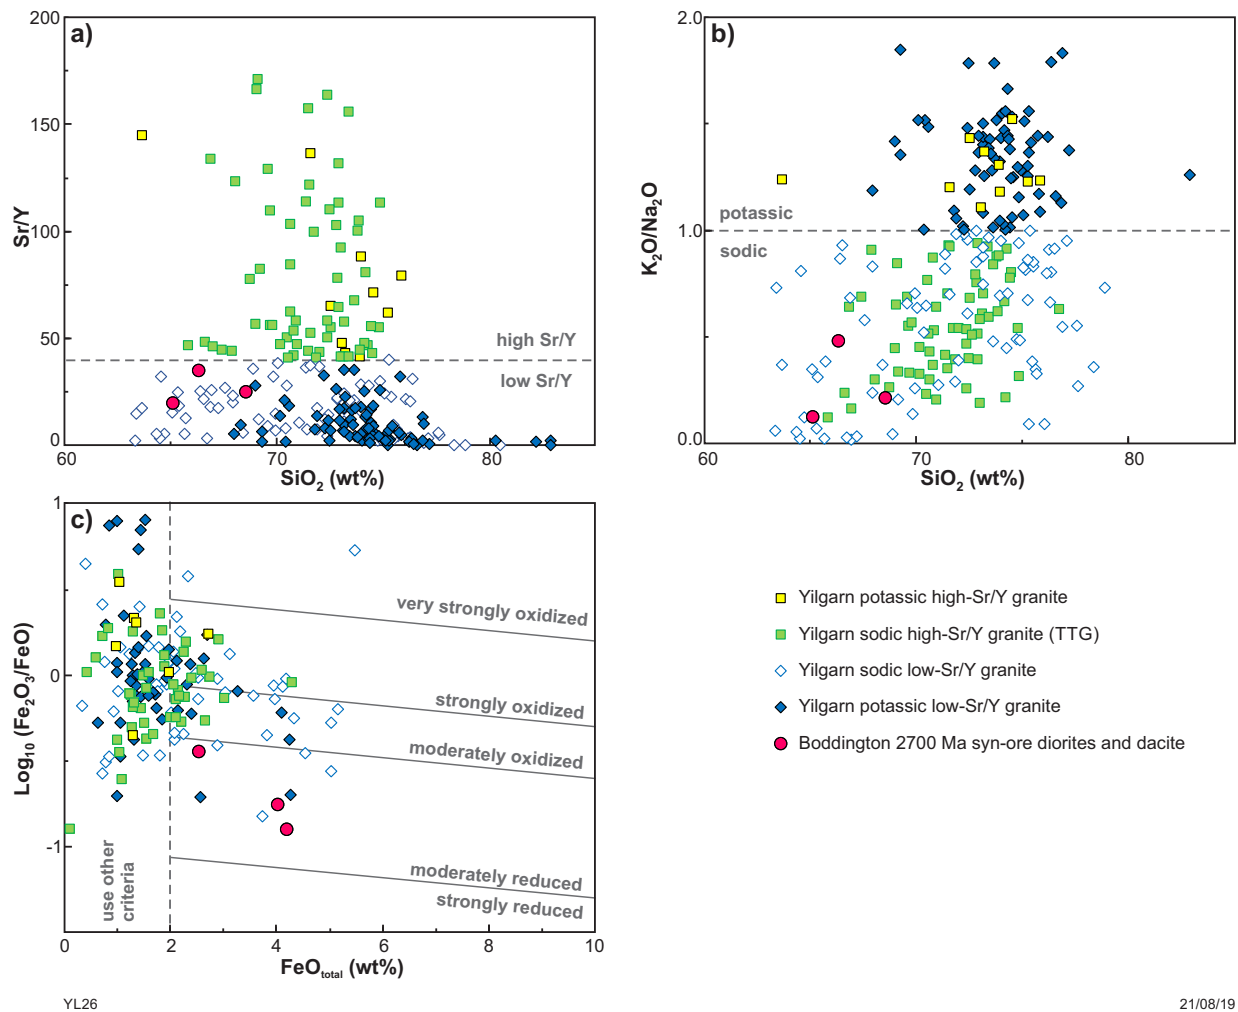 a)
200
150
100
50
0
Sr/Y
high Sr/Y
low Sr/Y
60
70
80
SiO2 (wt%)
b)
2.0
1.0
0.0
K2O/Na2O
potassic
sodic
60
70
80
SiO2 (wt%)
c)
1
0
-1
Log10 (Fe2O3/FeO)
very strongly oxidized
strongly oxidized
moderately oxidized
moderately reduced
strongly reduced
use other
criteria
0
2
4
6
8
10
FeOtotal (wt%)
Yilgarn potassic high-Sr/Y granite
Yilgarn sodic high-Sr/Y granite (TTG)
Yilgarn sodic low-Sr/Y granite
Yilgarn potassic low-Sr/Y granite
Boddington 2700 Ma syn-ore diorites and dacite
YL26
21/08/19